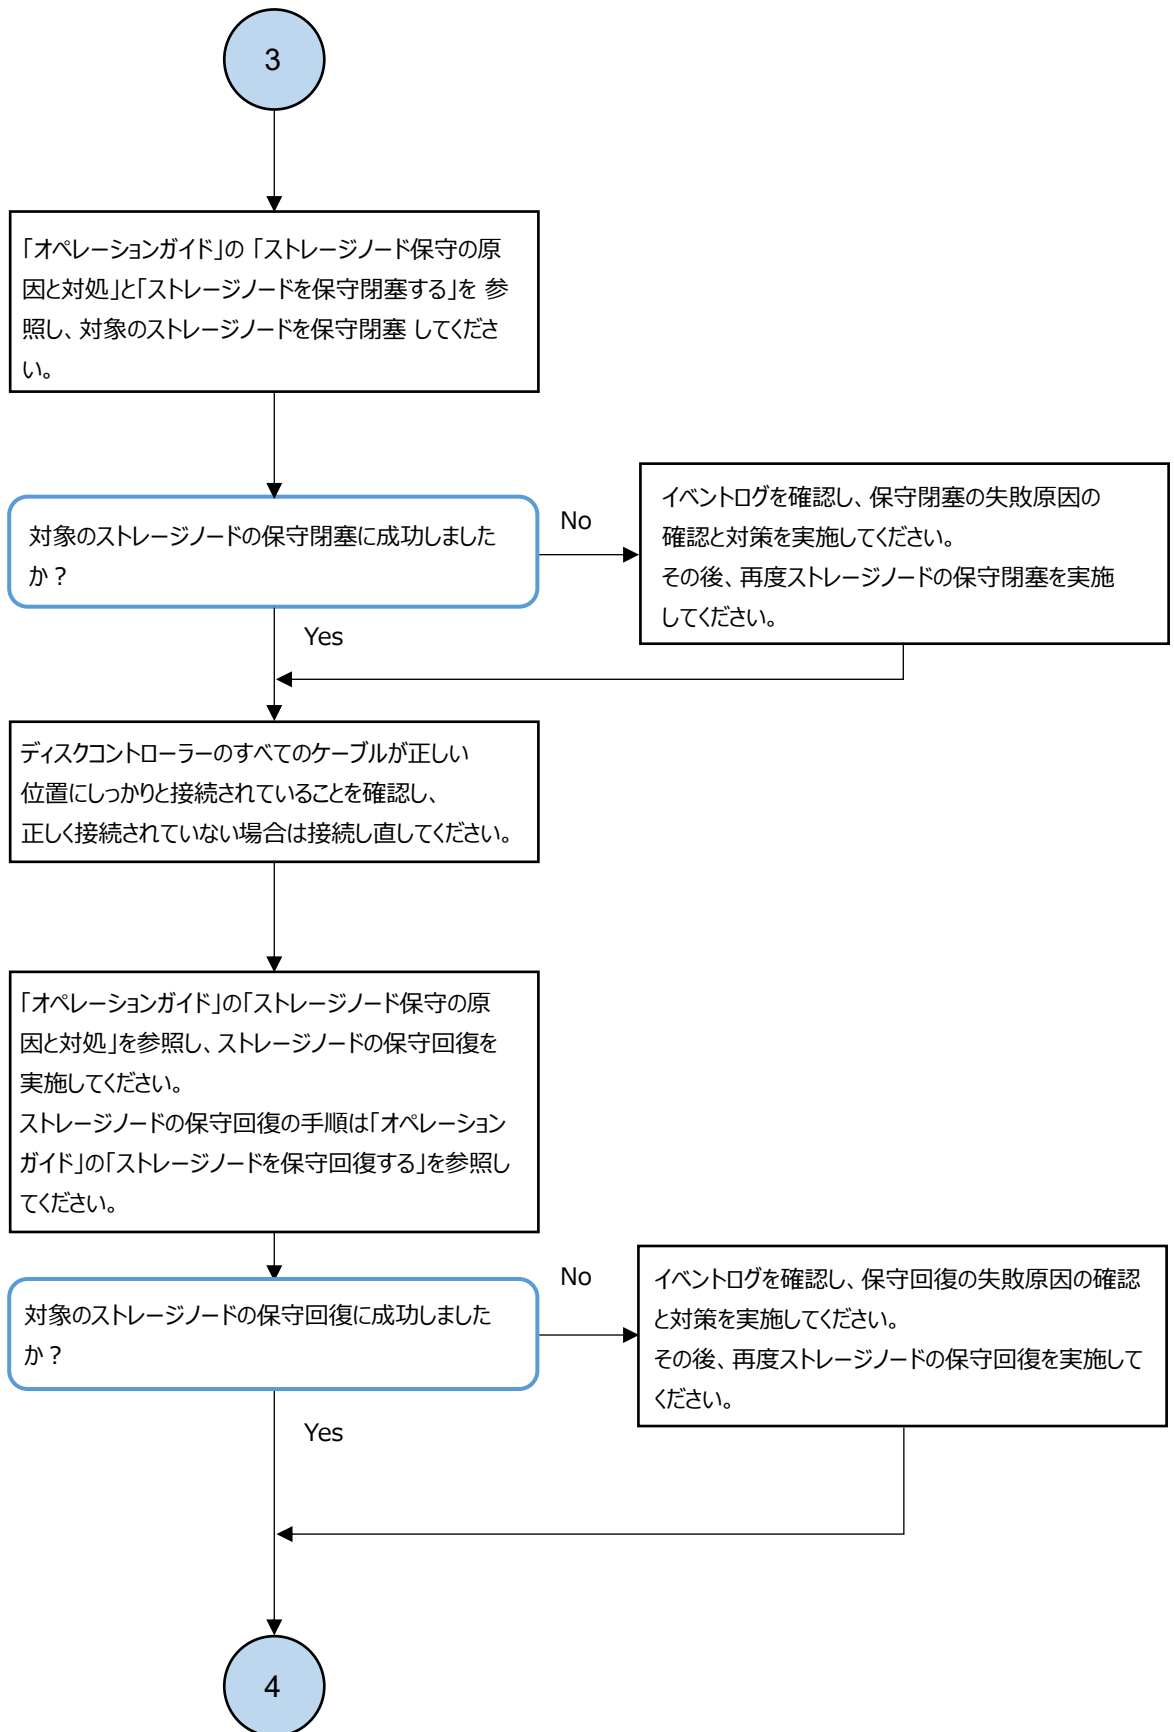 3
「オペレーションガイド」の 「ストレージノード保守の原
因と対処」と「ストレージノードを保守閉塞する」を 参
照し、対象のストレージノードを保守閉塞 してくださ
い。
対象のストレージノードの保守閉塞に成功しました
か？
No
イベントログを確認し、保守閉塞の失敗原因の
確認と対策を実施してください。
その後、再度ストレージノードの保守閉塞を実施
してください。
Yes
ディスクコントローラーのすべてのケーブルが正しい
位置にしっかりと接続されていることを確認し、
正しく接続されていない場合は接続し直してください。
「オペレーションガイド」の「ストレージノード保守の原
因と対処」を参照し、ストレージノードの保守回復を
実施してください。
ストレージノードの保守回復の手順は「オペレーション
ガイド」の「ストレージノードを保守回復する」を参照し
てください。
対象のストレージノードの保守回復に成功しました
か？
No
イベントログを確認し、保守回復の失敗原因の確認
と対策を実施してください。
その後、再度ストレージノードの保守回復を実施して
ください。
Yes
4